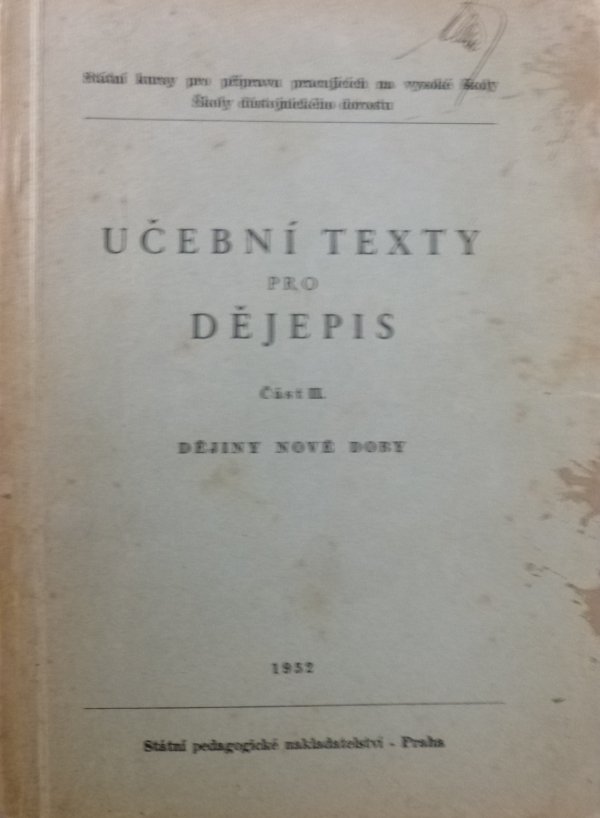 Státní kursy pro přípravu pracujících na vysoké školy
Školy důstojnického dorostu
UČEBNÍ TEXTY
PRO
DĚJEPIS
Část III.
DĚJINY NOVÉ DOBY
1952
Státní pedagogické nakladatelství - Praha